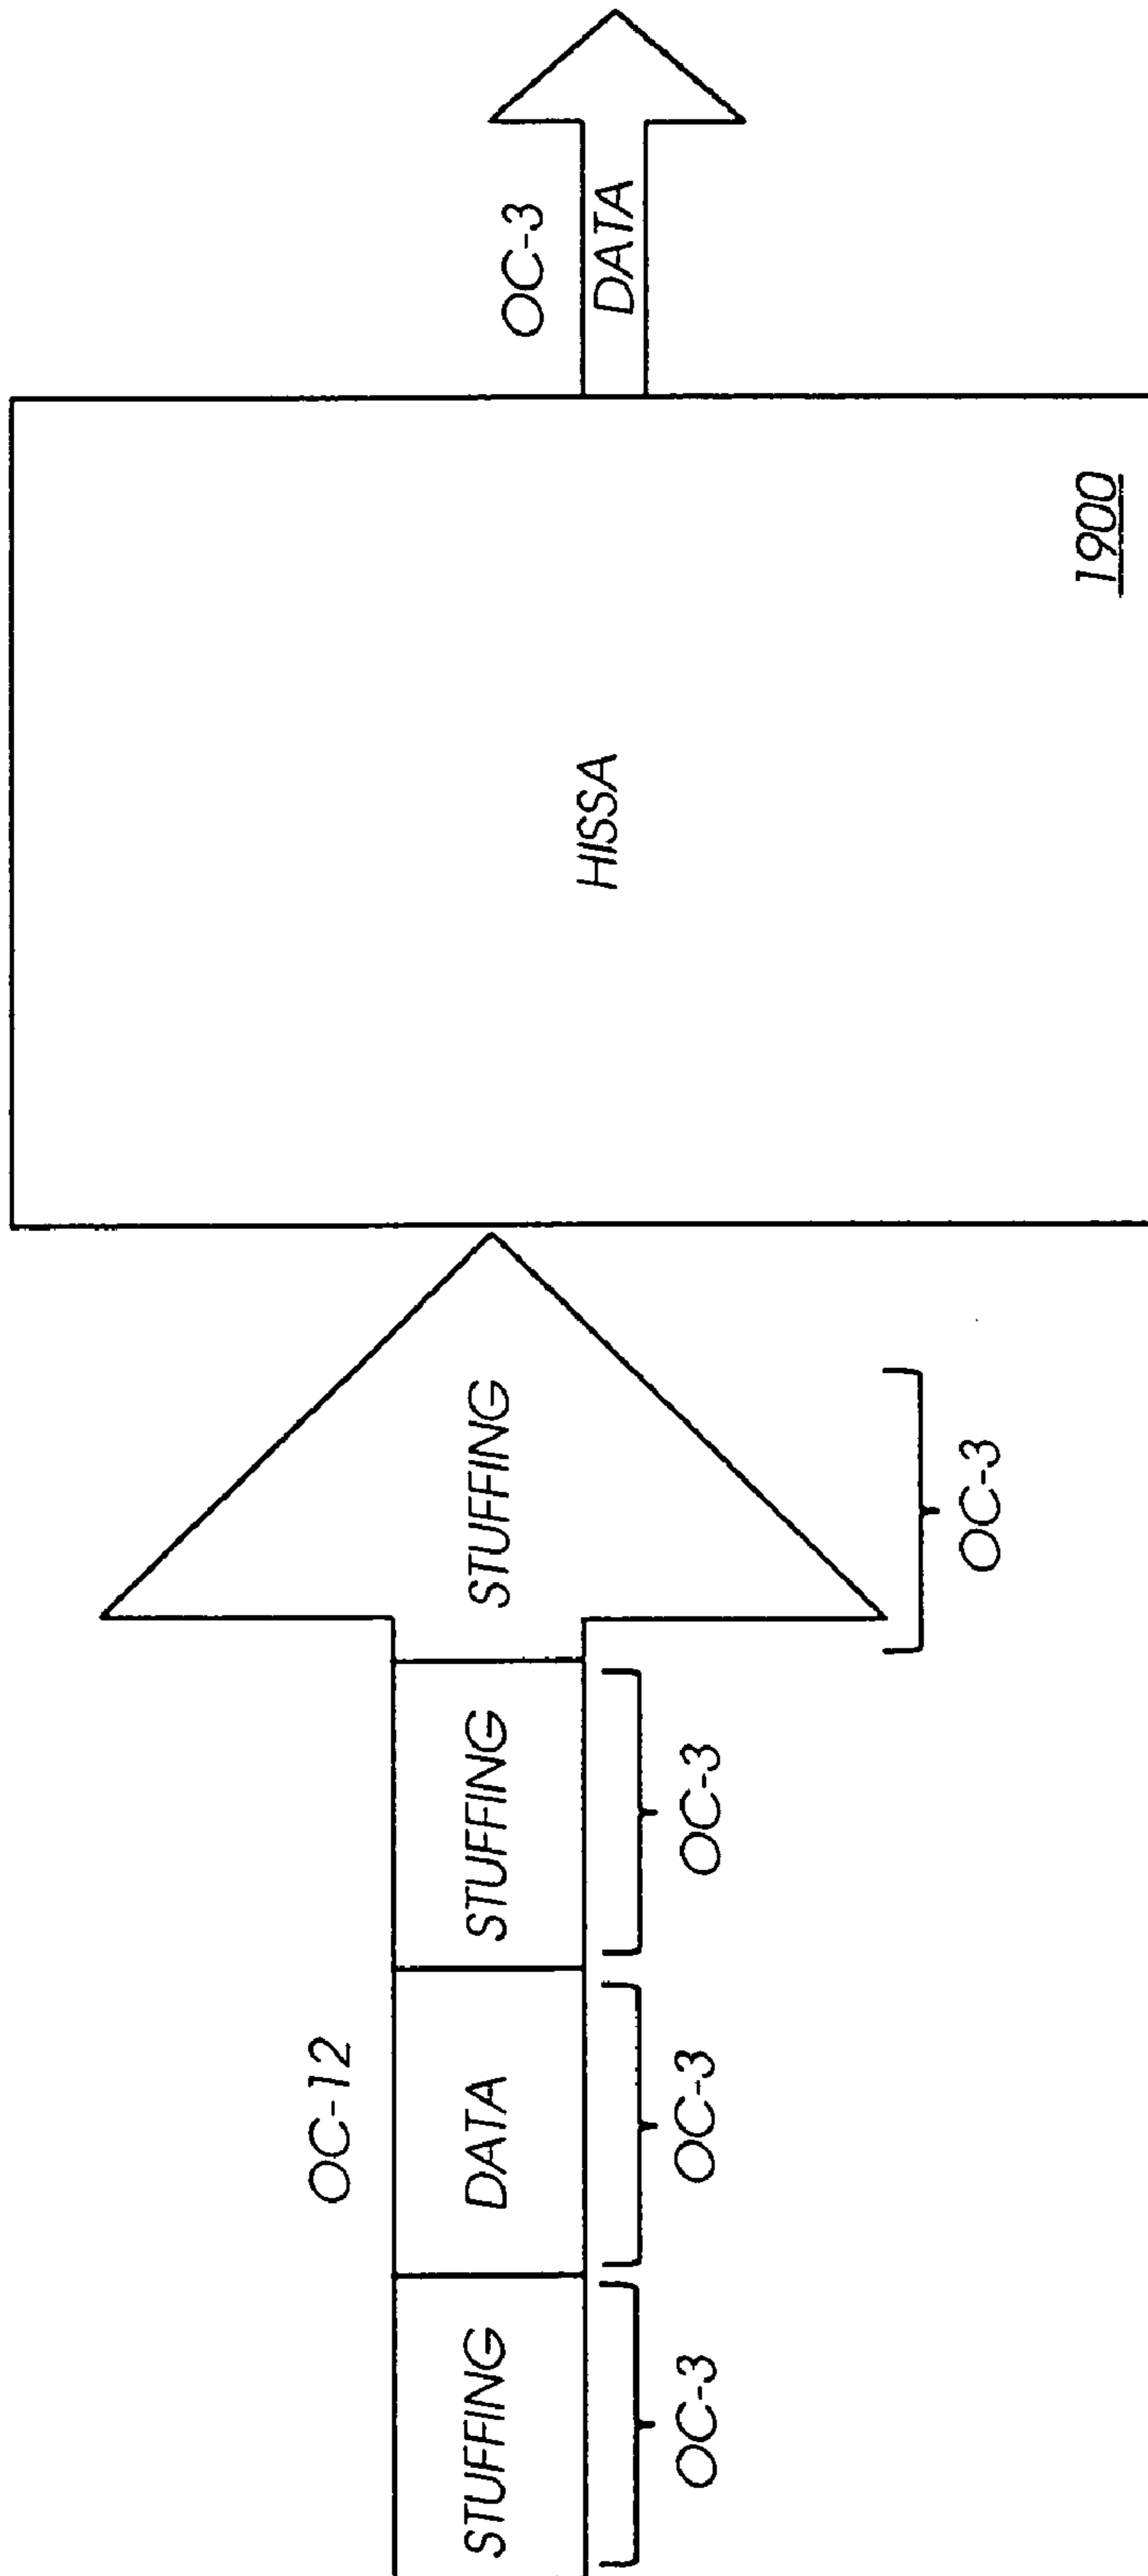 OC-12
STUFFING
DATA
STUFFING
STUFFING
OC-3
OC-3
OC-3
OC-3
HISSA
1900
OC-3
DATA